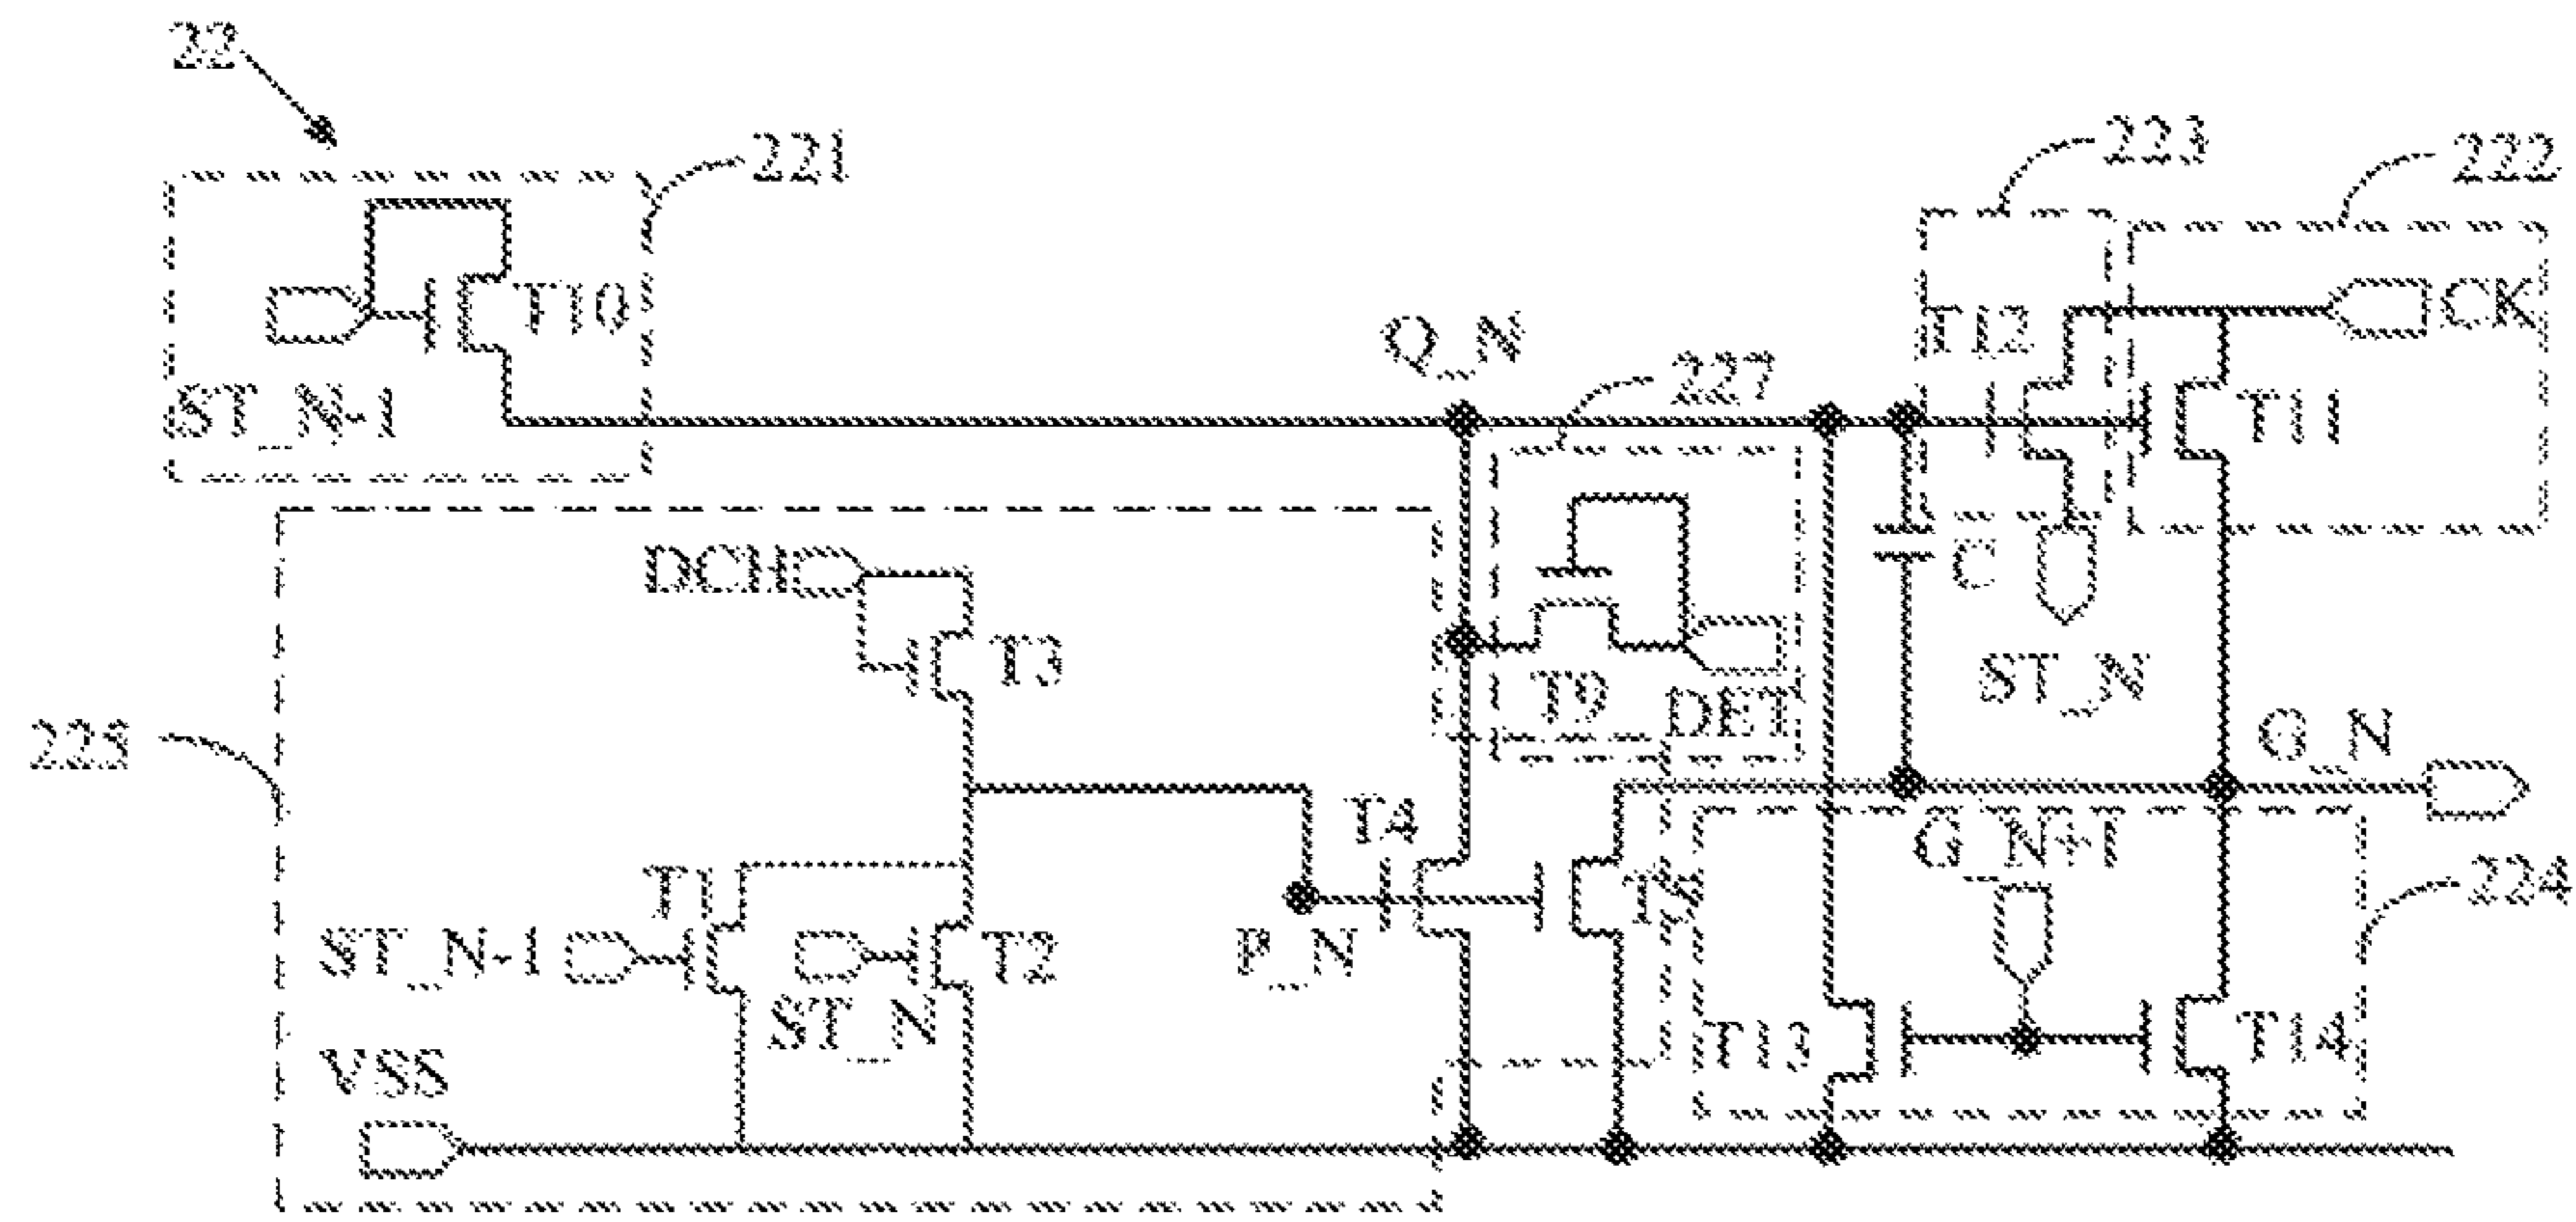 22
221
223
222
T10
ST_N-1
Q_N
227
T12
CK
T11
DCH
T3
C
ST_N
T9
DET
225
G_N
T4
G_N+1
T1
224
ST_N-1
T2
P_N
ST_N
T13
T14
VSS